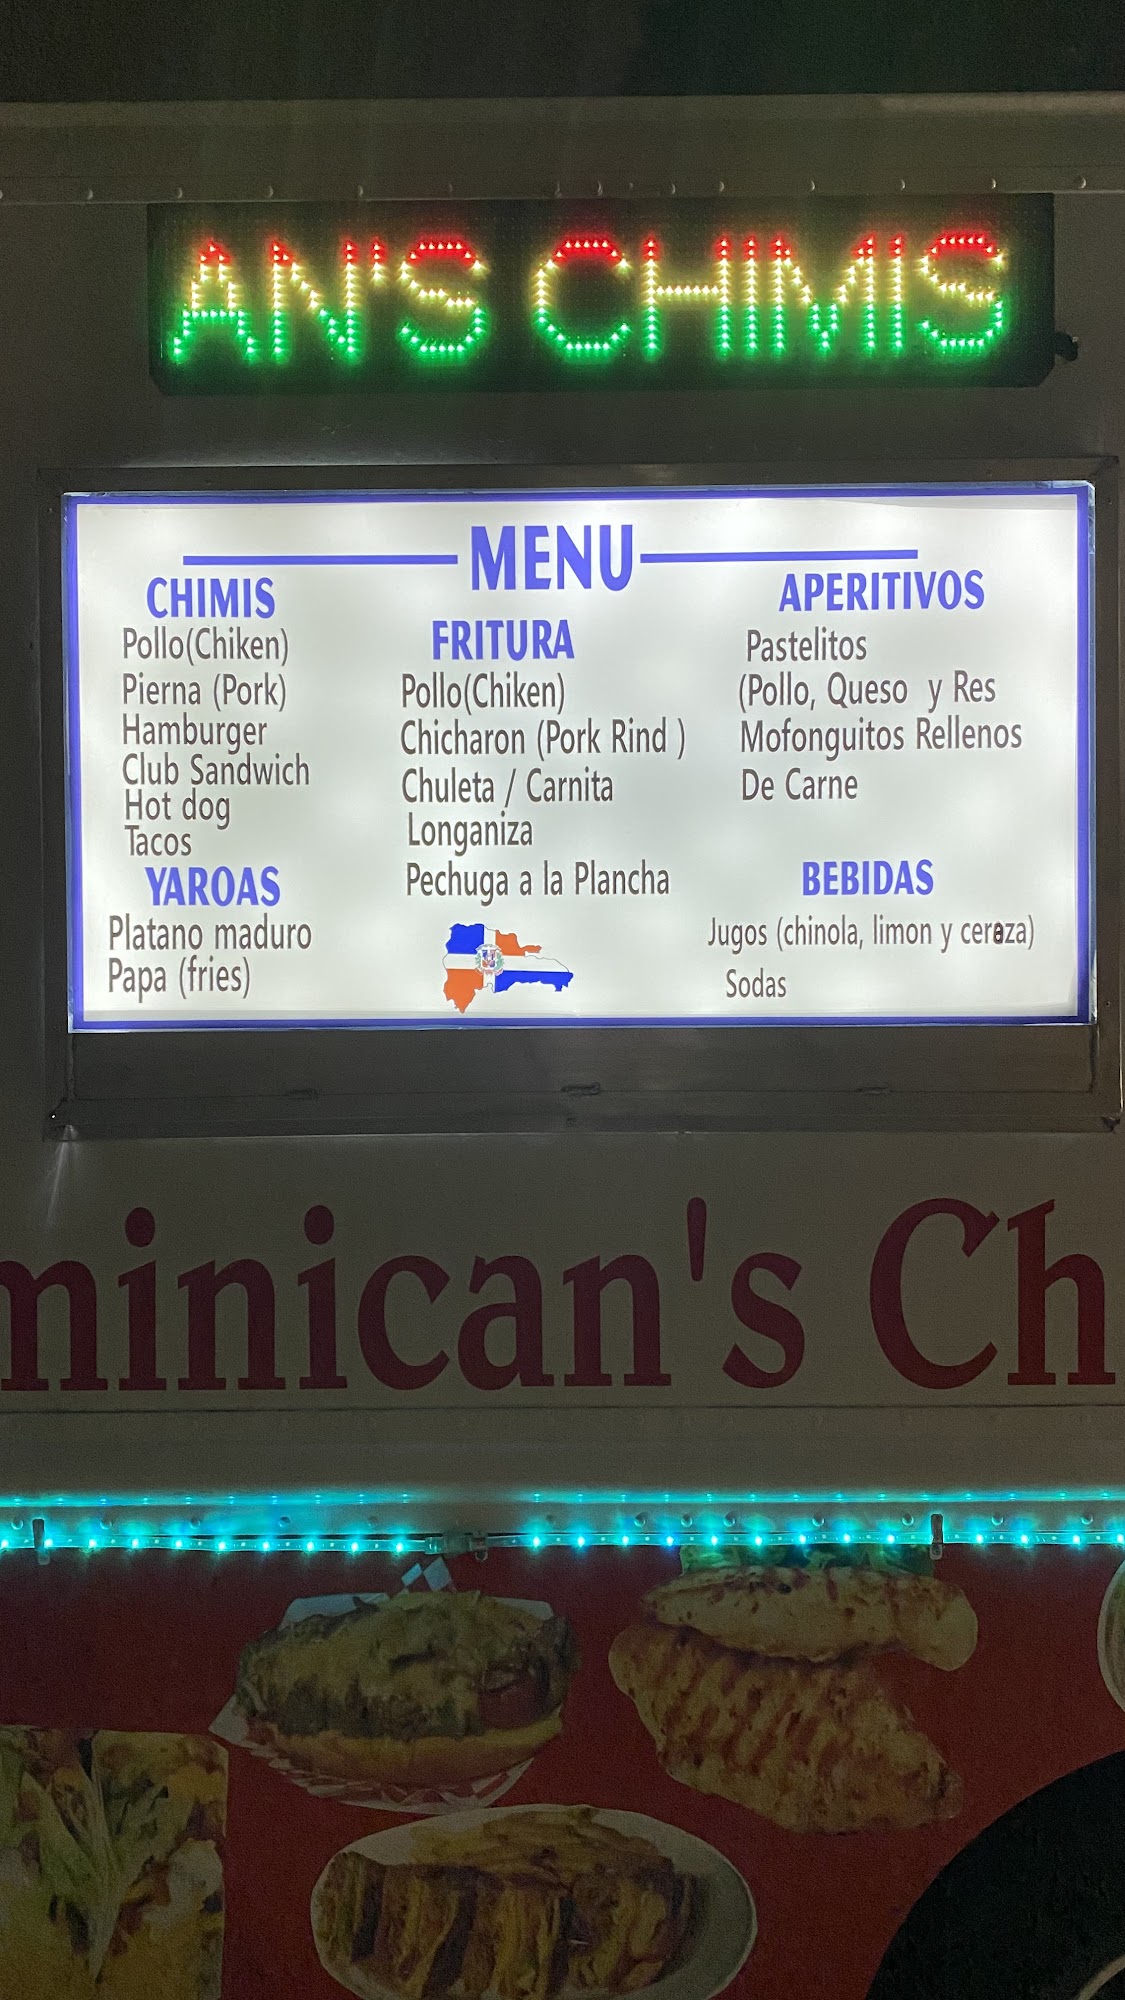 AN'S CHIMIS
MENU
CHIMIS
Pollo(Chiken)
Pierna (Pork)
Hamburger
Club Sandwich
Hot dog
Tacos
YAROAS
Platano maduro
Papa (fries)
FRITURA
Pollo(Chiken)
Chicharon (Pork Rind )
Chuleta / Carnita
Longaniza
Pechuga a la Plancha
APERITIVOS
Pastelitos
(Pollo, Queso y Res
Mofonguitos Rellenos
De Carne
BEBIDAS
Jugos (chinola, limon y cereza)
Sodas
minican's Ch